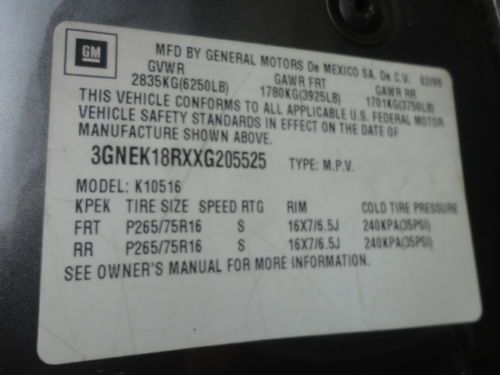 GM
MFD BY GENERAL MOTORS De MEXICO SA. De C.V. 02/99
GVWR GAWR FRT GAWR RR
2835KG(6250LB) 1780KG(3925LB) 1701KG(3750LB)
THIS VEHICLE CONFORMS TO ALL APPLICABLE U.S. FEDERAL MOTOR
VEHICLE SAFETY STANDARDS IN EFFECT ON THE DATE OF
MANUFACTURE SHOWN ABOVE.
3GNEK18RXXG205525 TYPE: M.P.V.
MODEL: K10516
KPEK TIRE SIZE SPEED RTG RIM COLD TIRE PRESSURE
FRT P265/75R16 S 16X7/6.5J 240KPA(35PSI)
RR P265/75R16 S 16X7/6.5J 240KPA(35PSI)
SEE OWNER'S MANUAL FOR MORE INFORMATION.